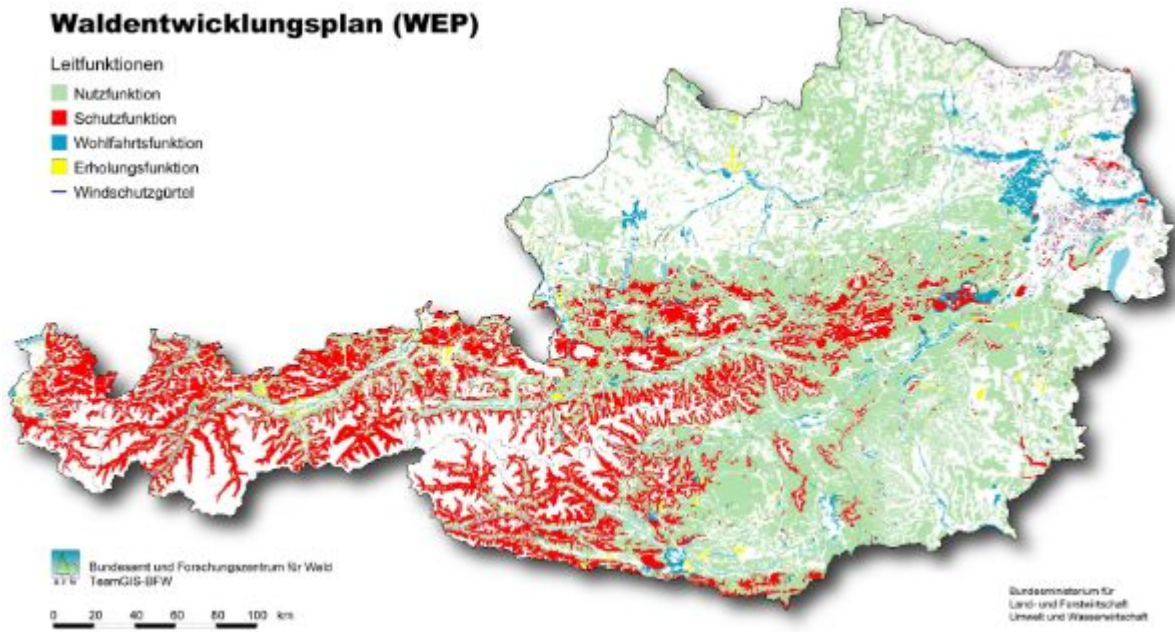 Waldentwicklungsplan (WEP)
Leitfunktionen
Nutzfunktion
Schutzfunktion
Wohlfahrtsfunktion
Erholungsfunktion
Windschutzgürtel
BFW
Bundesamt und Forschungszentrum für Wald
TeamGIS-BFW
0 20 40 60 80 100 km
Bundesministerium für
Land- und Forstwirtschaft
Umwelt und Wasserwirtschaft